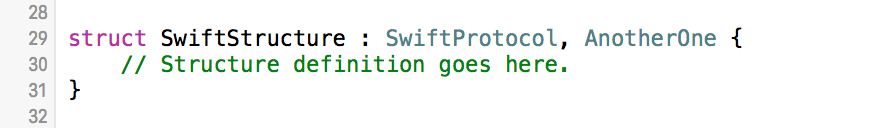 28
29 struct SwiftStructure : SwiftProtocol, AnotherOne {
30     // Structure definition goes here.
31 }
32